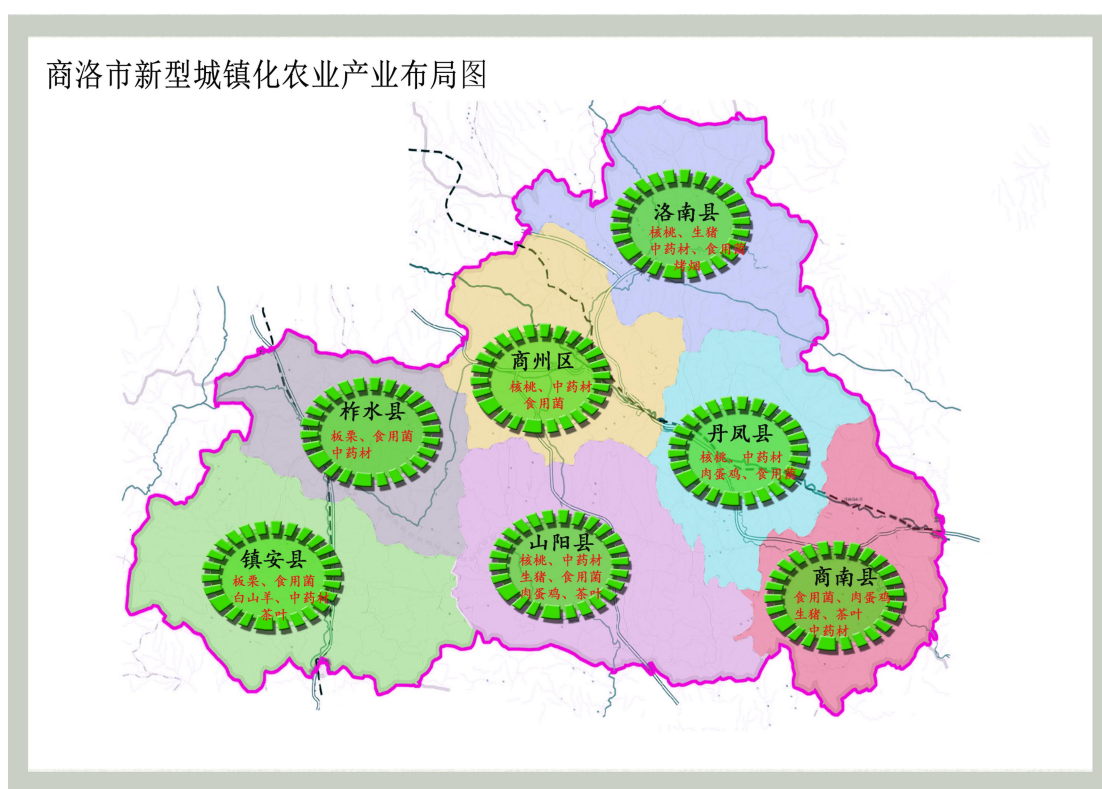 商洛市新型城镇化农业产业布局图
洛南县
核桃、生猪
中药材、食用菌
烤烟
商州区
核桃、中药材
食用菌
柞水县
板栗、食用菌
中药材
丹凤县
核桃、中药材
肉蛋鸡、食用菌
镇安县
板栗、食用菌
白山羊、中药材
茶叶
山阳县
核桃、中药材
生猪、食用菌
肉蛋鸡、茶叶
商南县
食用菌、肉蛋鸡
生猪、茶叶
中药材